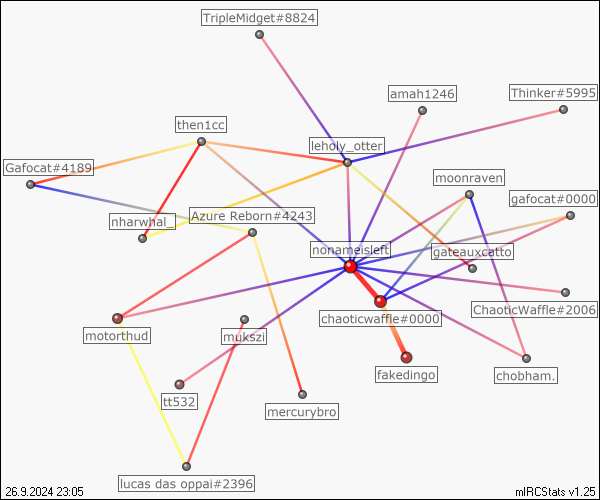 TripleMidget#8824
amah1246
Thinker#5995
then1cc
leholy_otter
Gafocat#4189
moonraven
gafocat#0000
nharwhal_
Azure Reborn#4243
nonameisleft
gateauxcatto
ChaoticWaffle#2006
chaoticwaffle#0000
motorthud
mukszi
fakedingo
chobham.
tt532
mercurybro
lucas das oppai#2396
26.9.2024 23:05
mIRCStats v1.25